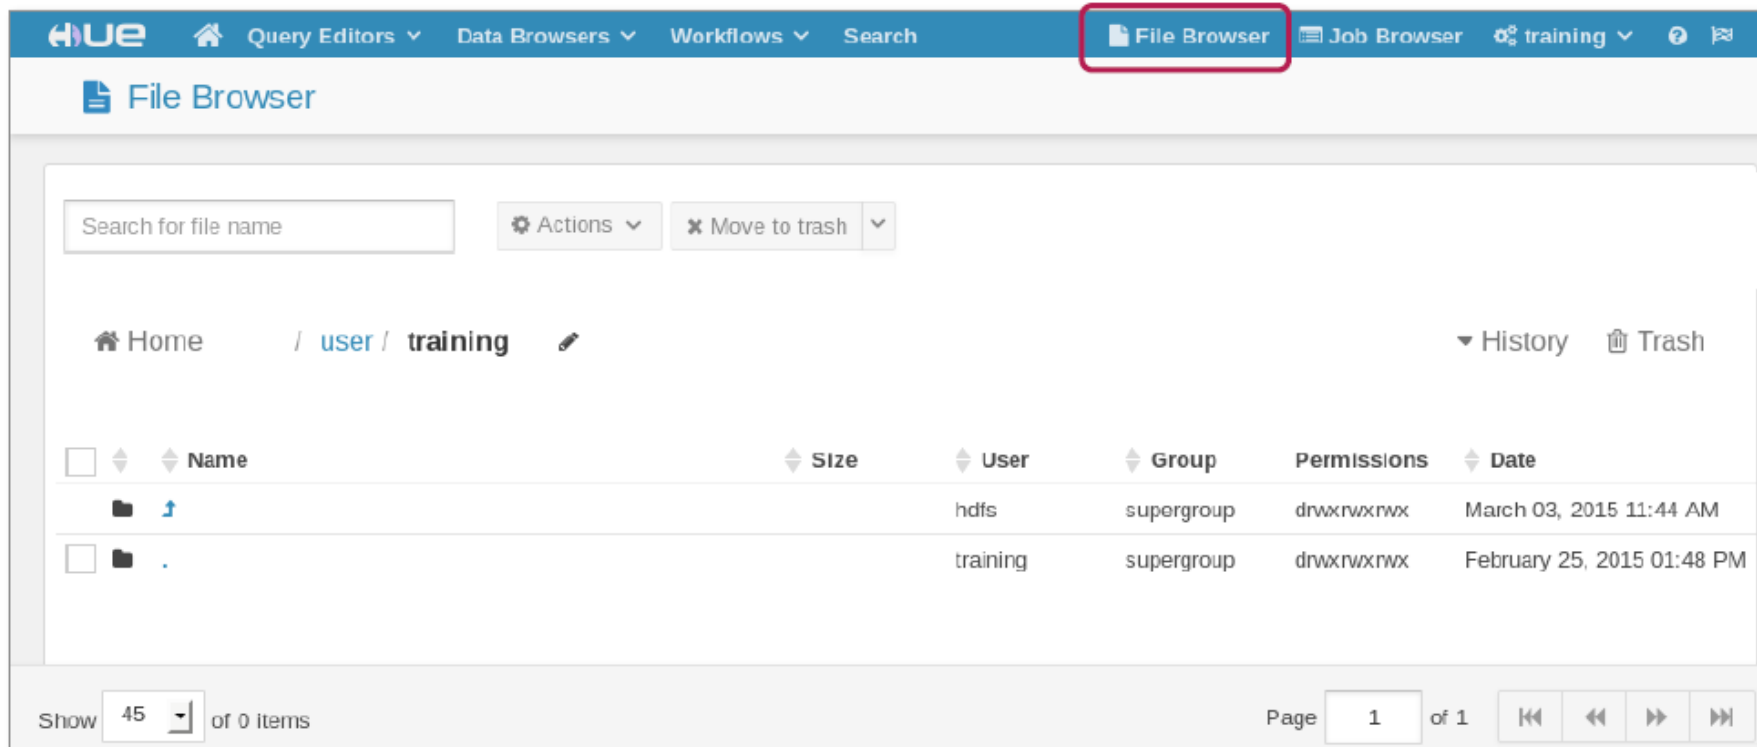 HUE Query Editors Data Browsers Workflows Search File Browser Job Browser training
File Browser
Search for file name Actions Move to trash
Home / user / training History Trash
Name Size User Group Permissions Date
hdfs supergroup drwxrwxrwx March 03, 2015 11:44 AM
. training supergroup drwxrwxrwx February 25, 2015 01:48 PM
Show 45 of 0 items Page 1 of 1